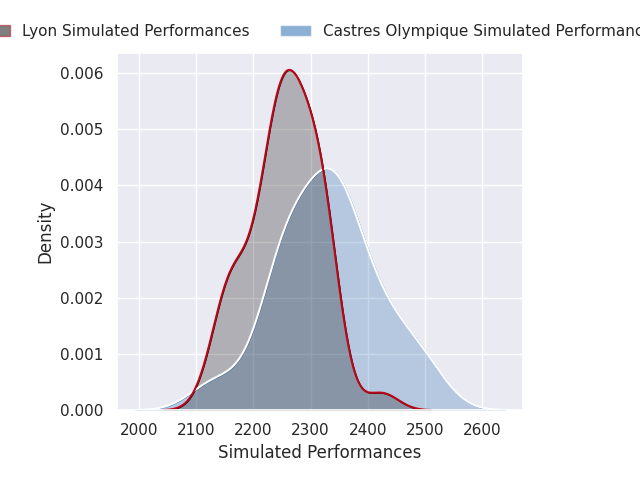 Lyon Simulated Performances
Castres Olympique Simulated
0.006
0.005
0.004
0.003
0.002
0.001
0.000
Density
2000 2100 2200 2300 2400 2500 2600
Simulated Performances